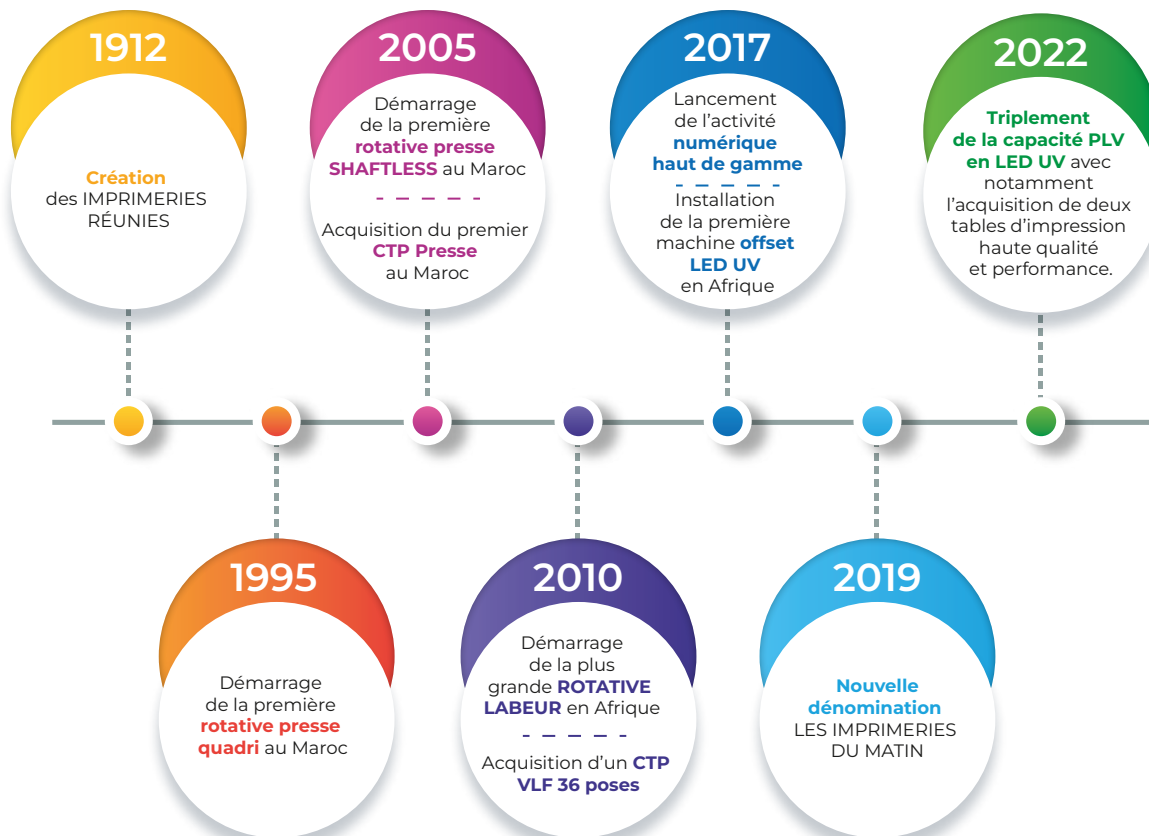 1912
Création
des IMPRIMERIES
RÉUNIES
2005
Démarrage
de la première
rotative presse
SHAFTLESS au Maroc
Acquisition du premier
CTP Presse
au Maroc
2017
Lancement
de l’activité
numérique
haut de gamme
Installation
de la première
machine offset
LED UV
en Afrique
2022
Triplement
de la capacité PLV
en LED UV avec
notamment
l’acquisition de deux
tables d’impression
haute qualité
et performance.
1995
Démarrage
de la première
rotative presse
quadri au Maroc
2010
Démarrage
de la plus
grande ROTATIVE
LABEUR en Afrique
Acquisition d’un CTP
VLF 36 poses
2019
Nouvelle
dénomination
LES IMPRIMERIES
DU MATIN